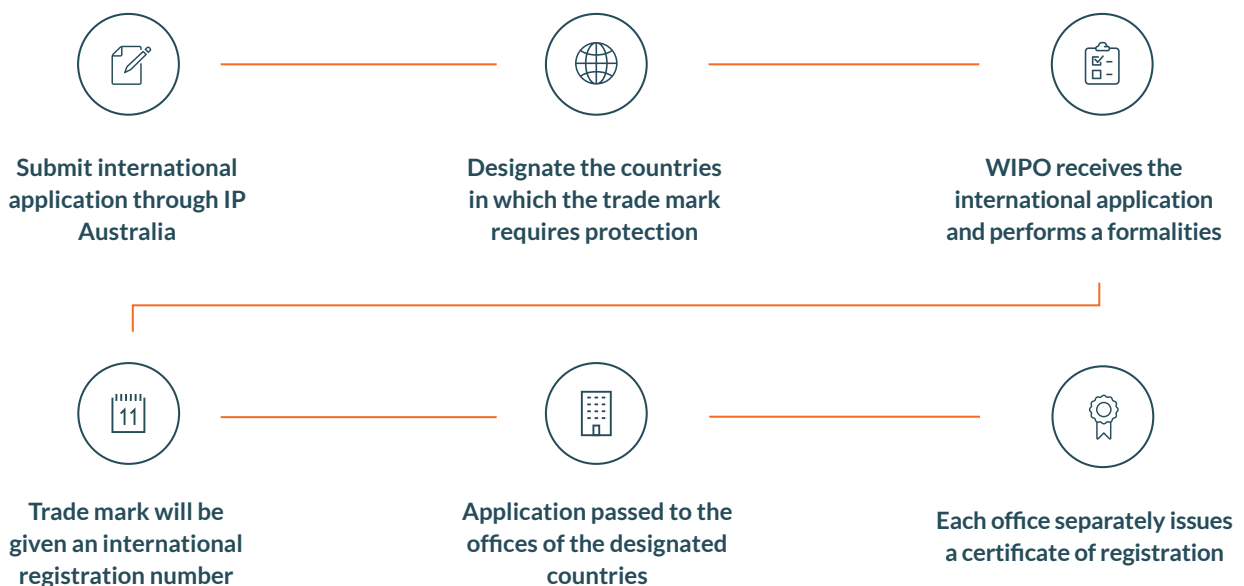 Submit international
application through IP
Australia
Designate the countries
in which the trade mark
requires protection
WIPO receives the
international application
and performs a formalities
11
Trade mark will be
given an international
registration number
Application passed to the
offices of the designated
countries
Each office separately issues
a certificate of registration